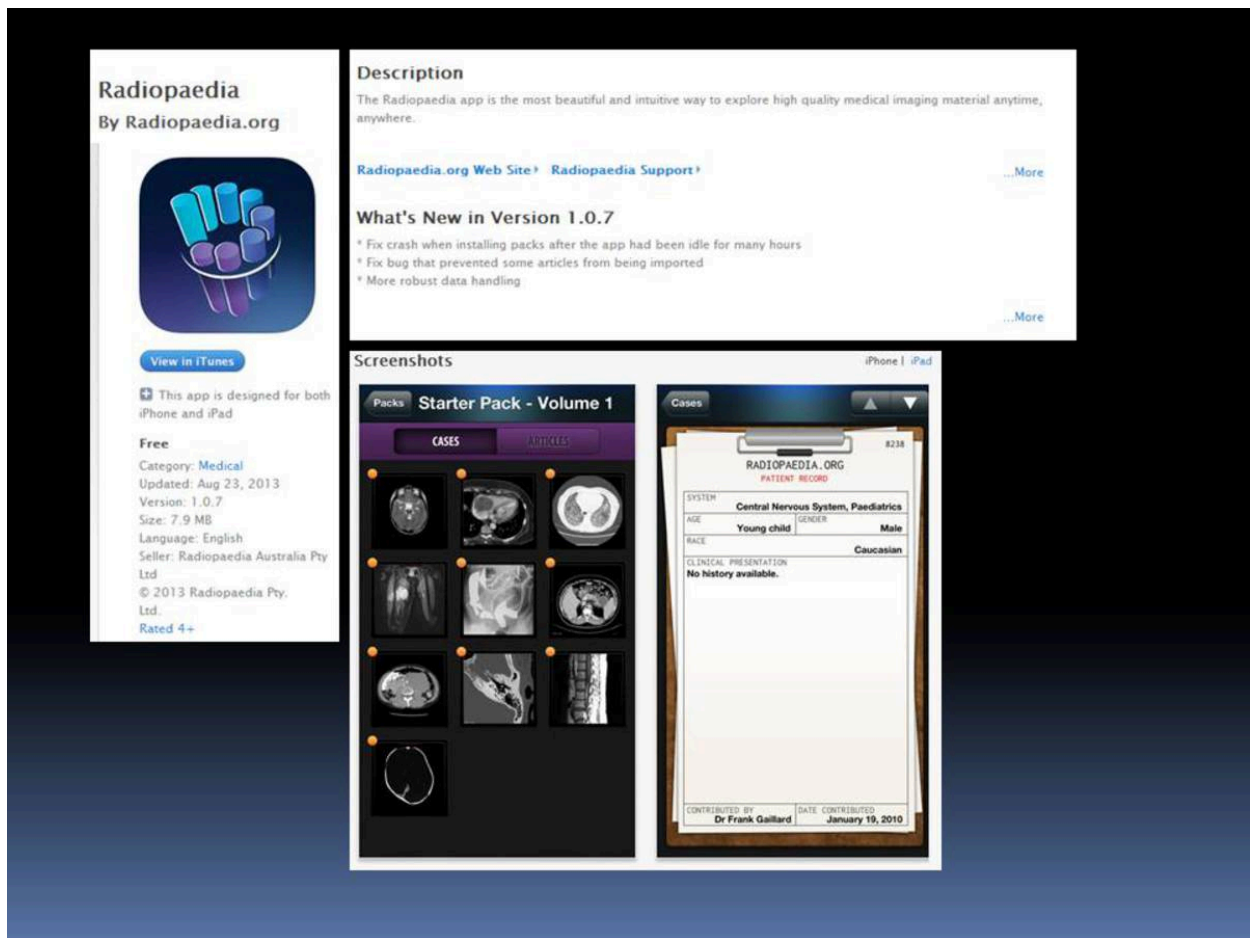 Radiopaedia
By Radiopaedia.org
View in iTunes
This app is designed for both
iPhone and iPad
Free
Category: Medical
Updated: Aug 23, 2013
Version: 1.0.7
Size: 7.9 MB
Language: English
Seller: Radiopaedia Australia Pty
Ltd
© 2013 Radiopaedia Pty.
Ltd.
Rated 4+
Description
The Radiopaedia app is the most beautiful and intuitive way to explore high quality medical imaging material anytime,
anywhere.
Radiopaedia.org Web Site Radiopaedia Support
...More
What's New in Version 1.0.7
* Fix crash when installing packs after the app had been idle for many hours
* Fix bug that prevented some articles from being imported
* More robust data handling
...More
Screenshots
iPhone | iPad
Packs Starter Pack - Volume 1
CASES ARTICLES
Cases
8238
RADIOPAEDIA.ORG
PATIENT RECORD
SYSTEM
Central Nervous System, Paediatrics
AGE GENDER
Young child Male
RACE
Caucasian
CLINICAL PRESENTATION
No history available.
CONTRIBUTED BY DATE CONTRIBUTED
Dr Frank Gaillard January 19, 2010